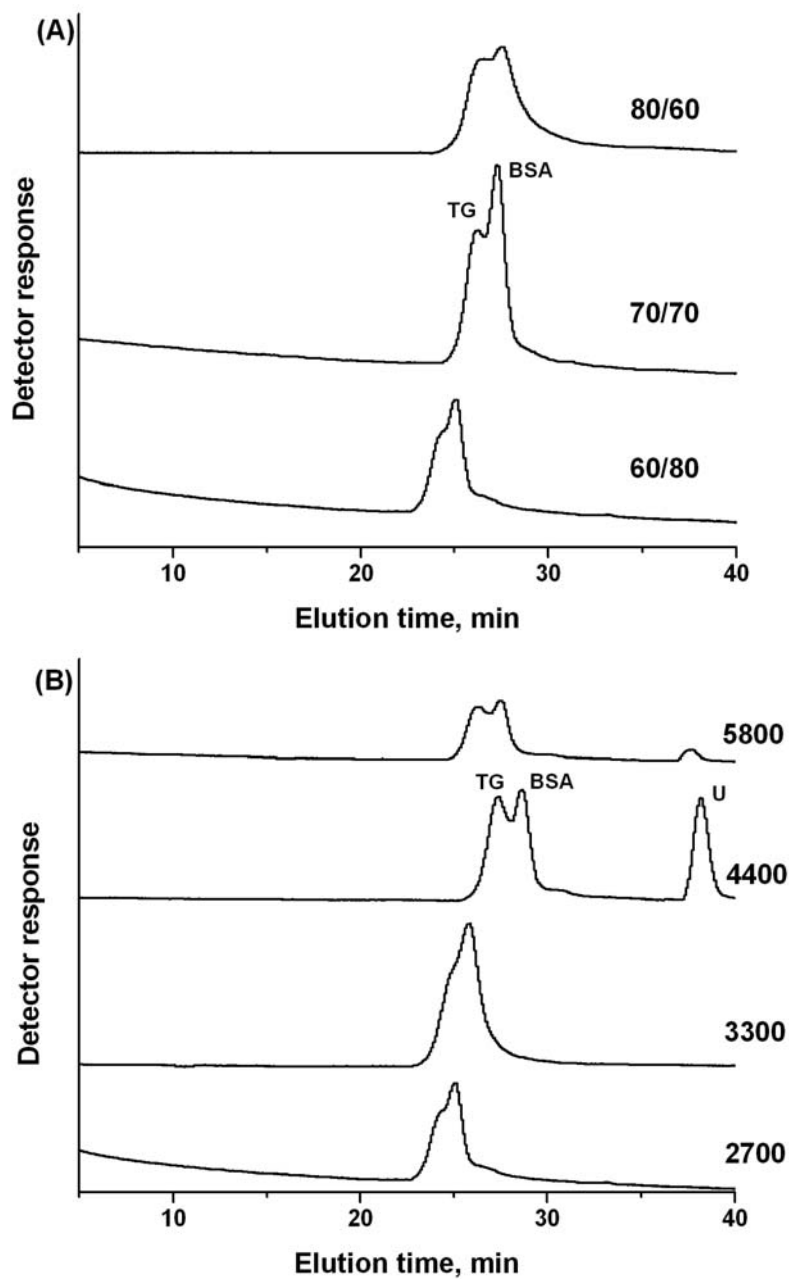 (A)
80/60
BSA
TG
70/70
60/80
Detector response
10 20 30 40
Elution time, min
(B)
5800
TG BSA U
4400
3300
2700
Detector response
10 20 30 40
Elution time, min